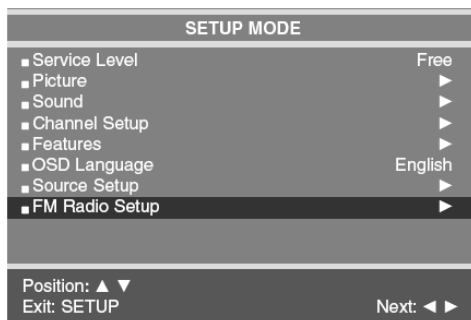 SETUP MODE
■ Service Level Free
■ Picture ►
■ Sound ►
■ Channel Setup ►
■ Features ►
■ OSD Language English
■ Source Setup ►
■ FM Radio Setup ►
Position: ▲ ▼
Exit: SETUP Next: ◄ ►